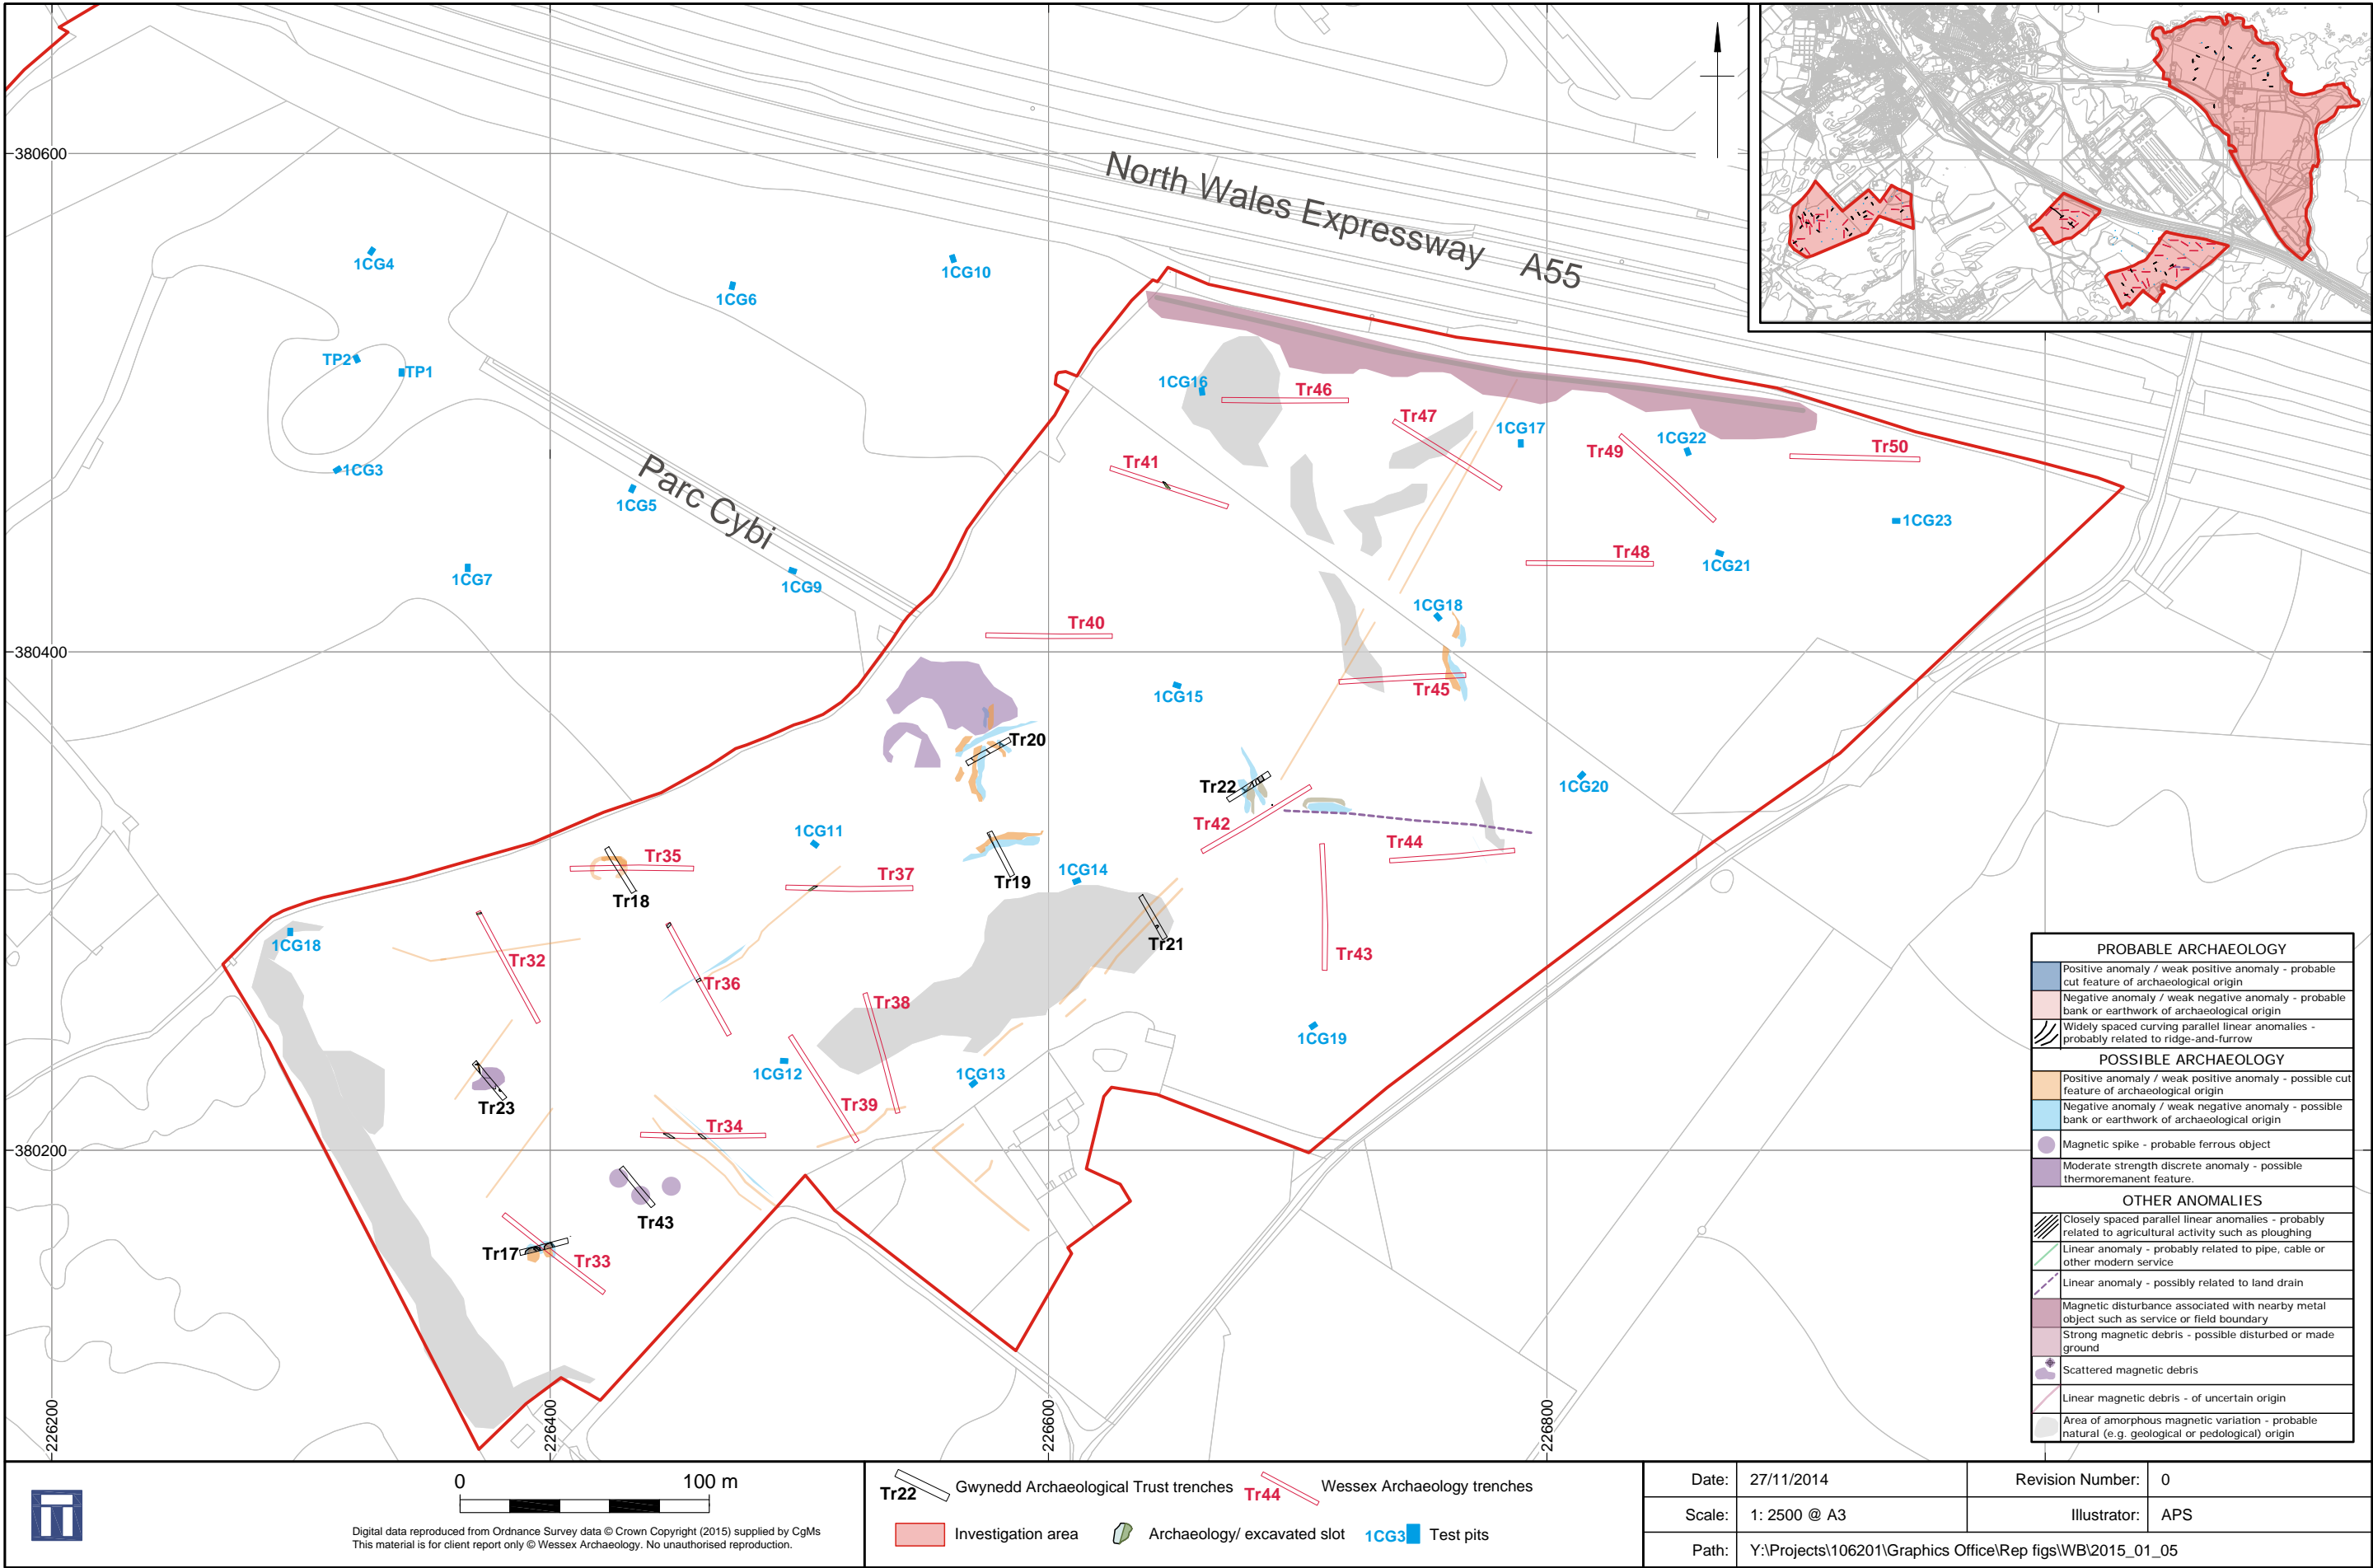 380600
North Wales Expressway A55
1CG4
1CG10
1CG6
TP2
TP1
1CG16
Tr46
Tr47
1CG17
1CG22
Tr49
Tr50
Tr41
1CG3
1CG5
Parc Cybi
1CG23
Tr48
1CG21
1CG7
1CG9
1CG18
Tr40
380400
1CG15
Tr45
Tr20
Tr22
1CG20
Tr42
Tr44
1CG11
Tr35
Tr37
Tr19
1CG14
Tr18
1CG18
Tr21
Tr43
Tr32
Tr36
Tr38
1CG19
1CG12
1CG13
Tr23
Tr39
Tr34
380200
Tr43
Tr17
Tr33
226200
226400
226600
226800
PROBABLE ARCHAEOLOGY
Positive anomaly / weak positive anomaly - probable
cut feature of archaeological origin
Negative anomaly / weak negative anomaly - probable
bank or earthwork of archaeological origin
Widely spaced curving parallel linear anomalies -
probably related to ridge-and-furrow
POSSIBLE ARCHAEOLOGY
Positive anomaly / weak positive anomaly - possible cut
feature of archaeological origin
Negative anomaly / weak negative anomaly - possible
bank or earthwork of archaeological origin
Magnetic spike - probable ferrous object
Moderate strength discrete anomaly - possible
thermoremanent feature.
OTHER ANOMALIES
Closely spaced parallel linear anomalies - probably
related to agricultural activity such as ploughing
Linear anomaly - probably related to pipe, cable or
other modern service
Linear anomaly - possibly related to land drain
Magnetic disturbance associated with nearby metal
object such as service or field boundary
Strong magnetic debris - possible disturbed or made
ground
Scattered magnetic debris
Linear magnetic debris - of uncertain origin
Area of amorphous magnetic variation - probable
natural (e.g. geological or pedological) origin
0 100 m
Digital data reproduced from Ordnance Survey data © Crown Copyright (2015) supplied by CgMs
This material is for client report only © Wessex Archaeology. No unauthorised reproduction.
Tr22 Gwynedd Archaeological Trust trenches
Tr44 Wessex Archaeology trenches
Investigation area
Archaeology/ excavated slot
1CG3 Test pits
Date: 27/11/2014
Revision Number: 0
Scale: 1: 2500 @ A3
Illustrator: APS
Path: Y:\Projects\106201\Graphics Office\Rep figs\WB\2015_01_05